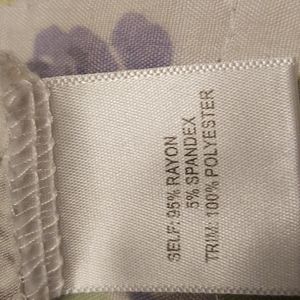 SELF: 95% RAYON
5% SPANDEX
TRIM: 100% POLYESTER